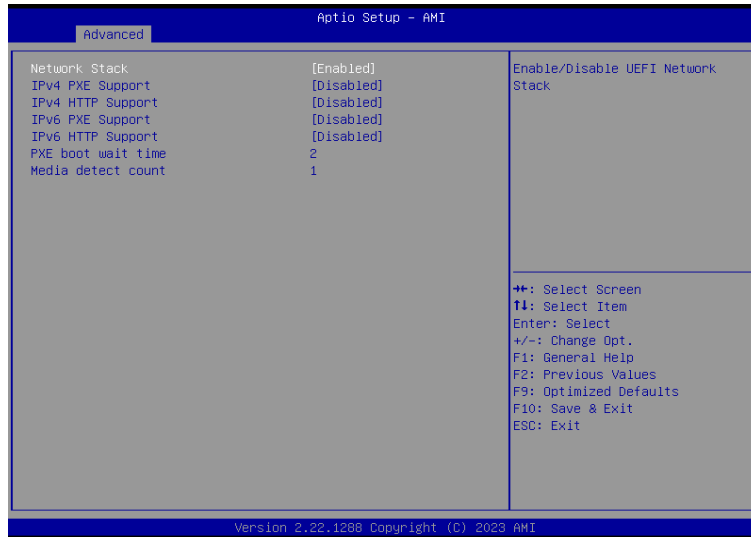 Aptio Setup - AMI
Advanced
Network Stack [Enabled]
IPv4 PXE Support [Disabled]
IPv4 HTTP Support [Disabled]
IPv6 PXE Support [Disabled]
IPv6 HTTP Support [Disabled]
PXE boot wait time 2
Media detect count 1
Enable/Disable UEFI Network
Stack
→←: Select Screen
↑↓: Select Item
Enter: Select
+/-: Change Opt.
F1: General Help
F2: Previous Values
F9: Optimized Defaults
F10: Save & Exit
ESC: Exit
Version 2.22.1288 Copyright (C) 2023 AMI